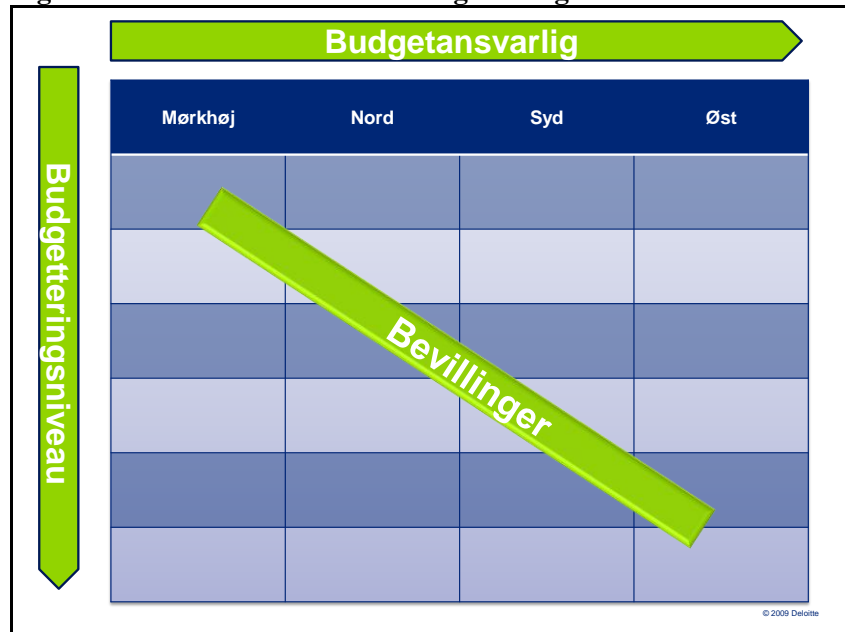 Budgetansvarlig
Mørkhøj Nord Syd Øst
Budgetteringsniveau
Bevillinger
© 2009 Deloitte